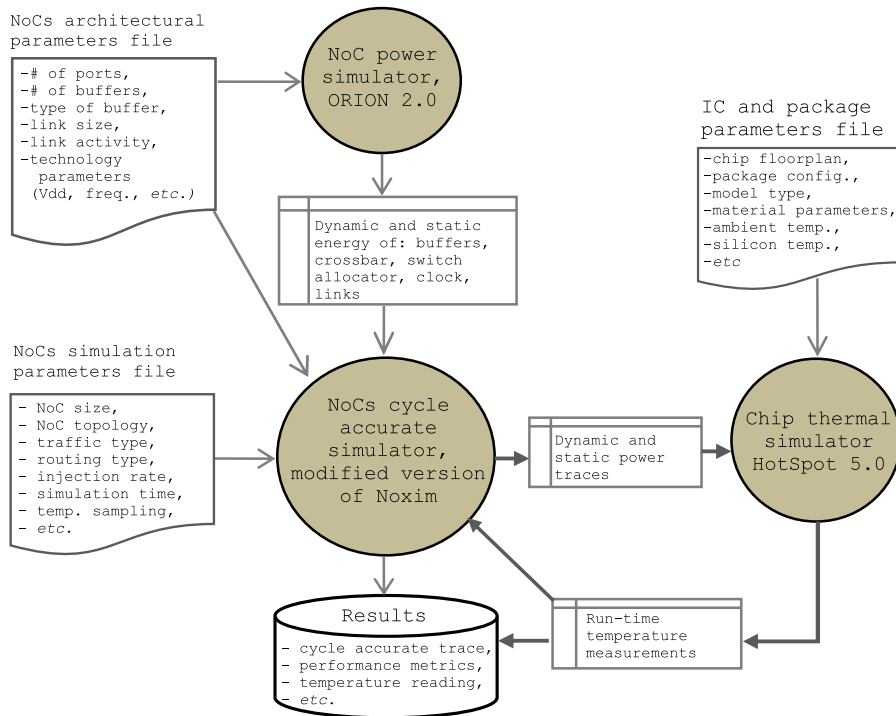 NoCs architectural
parameters file
-# of ports,
-# of buffers,
-type of buffer,
-link size,
-link activity,
-technology
parameters
(Vdd, freq., etc.)
NoC power
simulator,
ORION 2.0
Dynamic and static
energy of: buffers,
crossbar, switch
allocator, clock,
links
IC and package
parameters file
-chip floorplan,
-package config.,
-model type,
-material parameters,
-ambient temp.,
-silicon temp.,
-etc
NoCs simulation
parameters file
- NoC size,
- NoC topology,
- traffic type,
- routing type,
- injection rate,
- simulation time,
- temp. sampling,
- etc.
NoCs cycle
accurate
simulator,
modified version
of Noxim
Dynamic and
static power
traces
Chip thermal
simulator
HotSpot 5.0
Run-time
temperature
measurements
Results
- cycle accurate trace,
- performance metrics,
- temperature reading,
- etc.